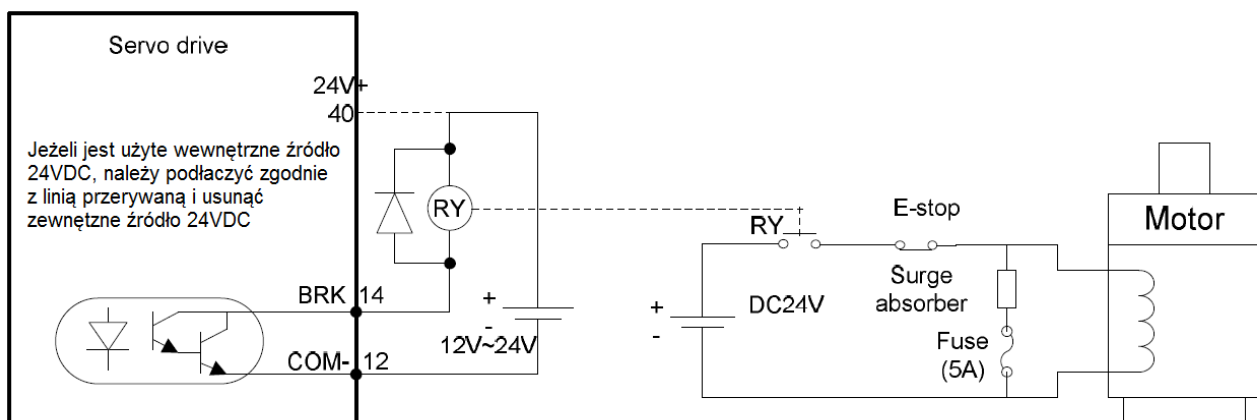 Servo drive
24V+
40
Jeżeli jest użyte wewnętrzne źródło
24VDC, należy podłaczyć zgodnie
z linią przerywaną i usunąć
zewnętzne źródło 24VDC
RY
BRK
14
COM-
12
+
-
12V~24V
RY
E-stop
+
-
DC24V
Surge
absorber
Fuse
(5A)
Motor